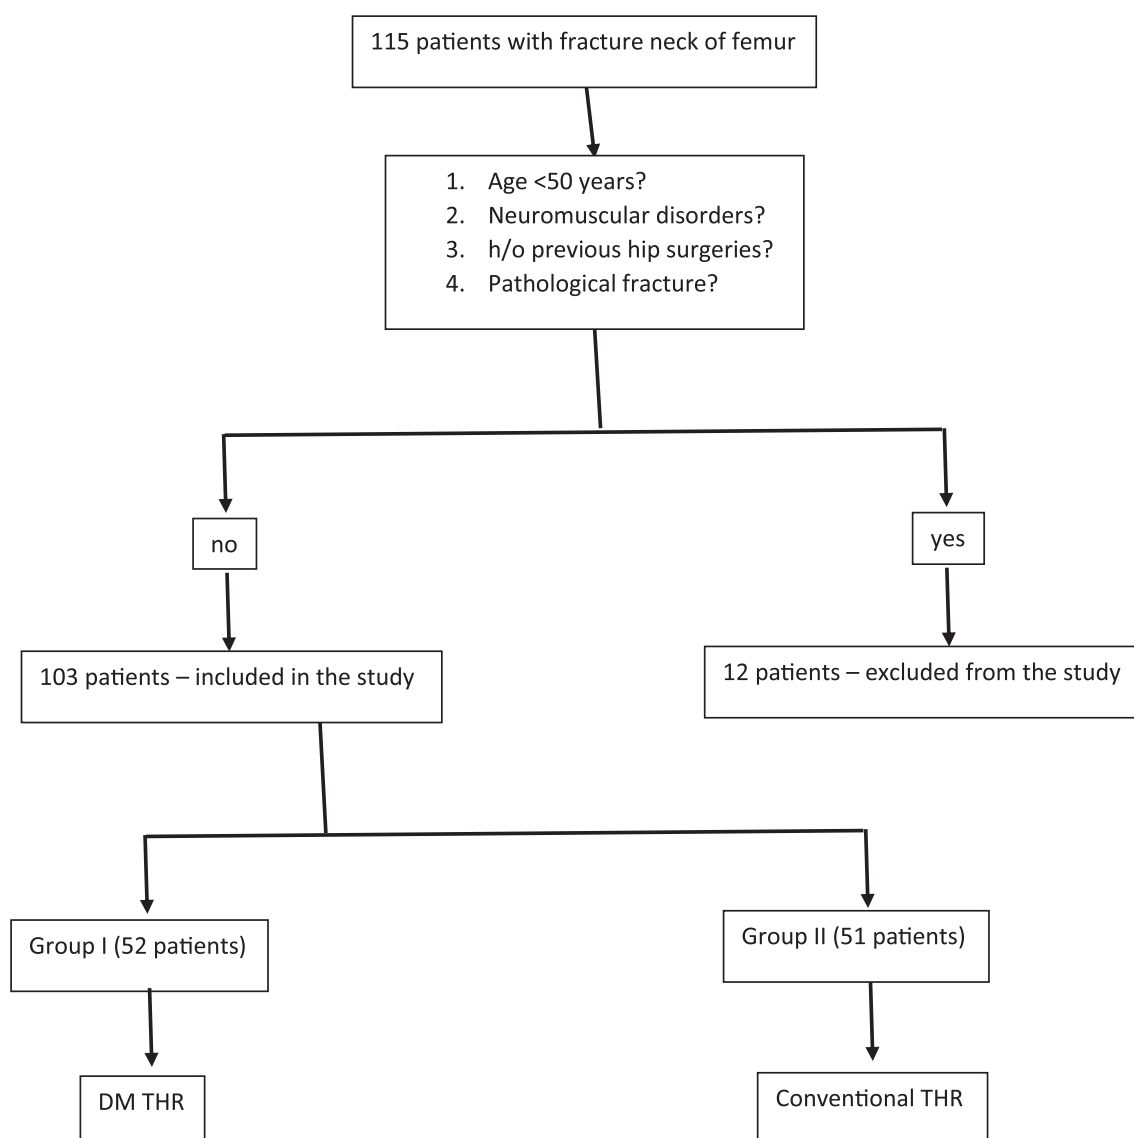 115 patients with fracture neck of femur
1. Age <50 years?
2. Neuromuscular disorders?
3. h/o previous hip surgeries?
4. Pathological fracture?
no
yes
103 patients – included in the study
12 patients – excluded from the study
Group I (52 patients)
Group II (51 patients)
DM THR
Conventional THR